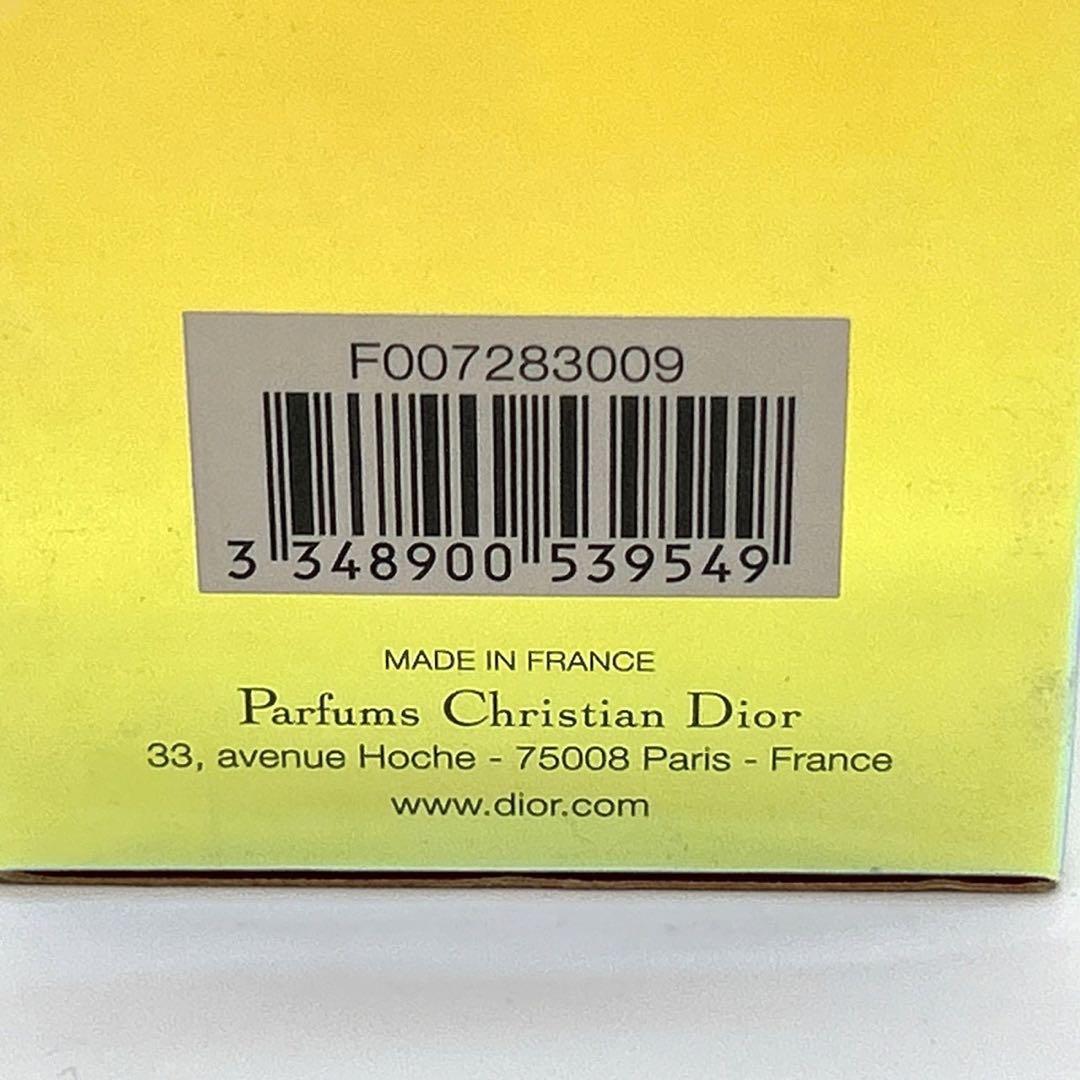 F007283009
3 348900 539549
MADE IN FRANCE
Parfums Christian Dior
33, avenue Hoche - 75008 Paris - France
www.dior.com